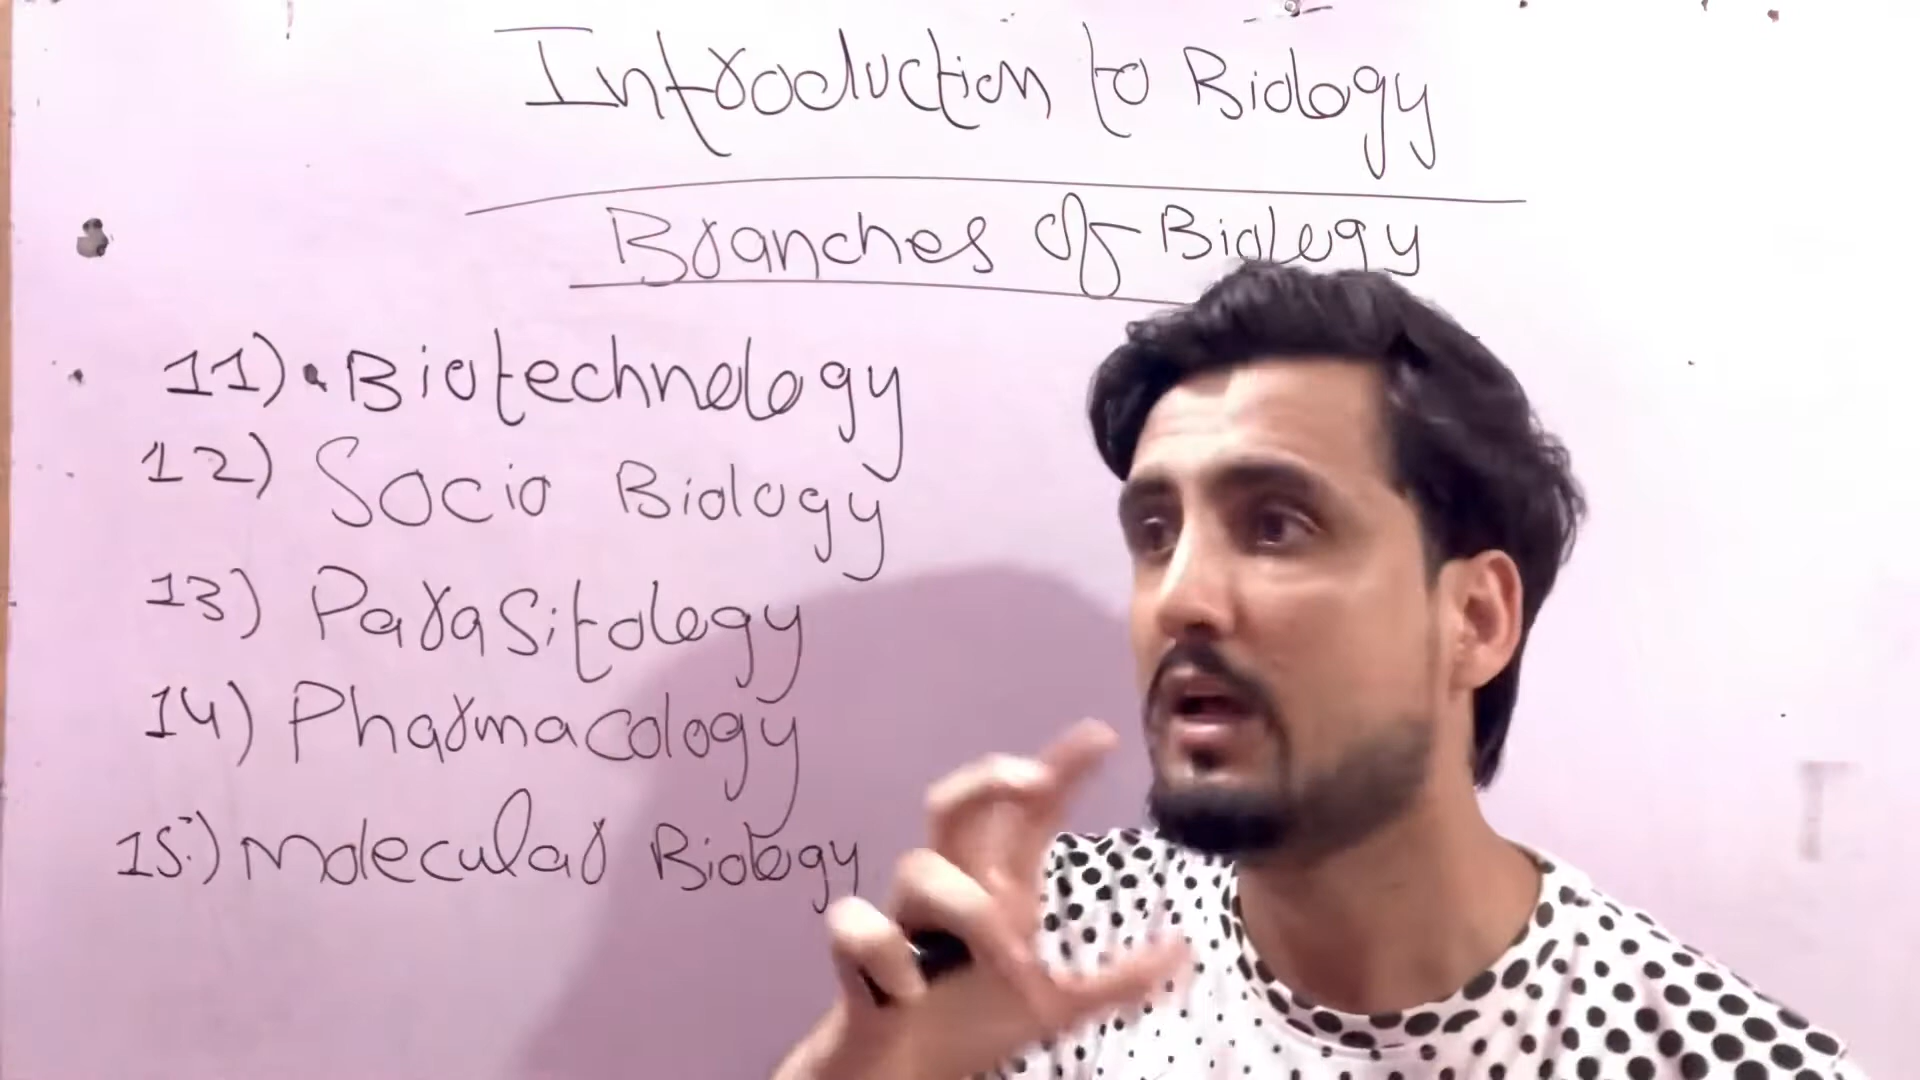 Introduction to Biology
Branches of Biology
11) Biotechnology
12) Socio Biology
13) Parasitology
14) Pharmacology
15) Molecular Biology